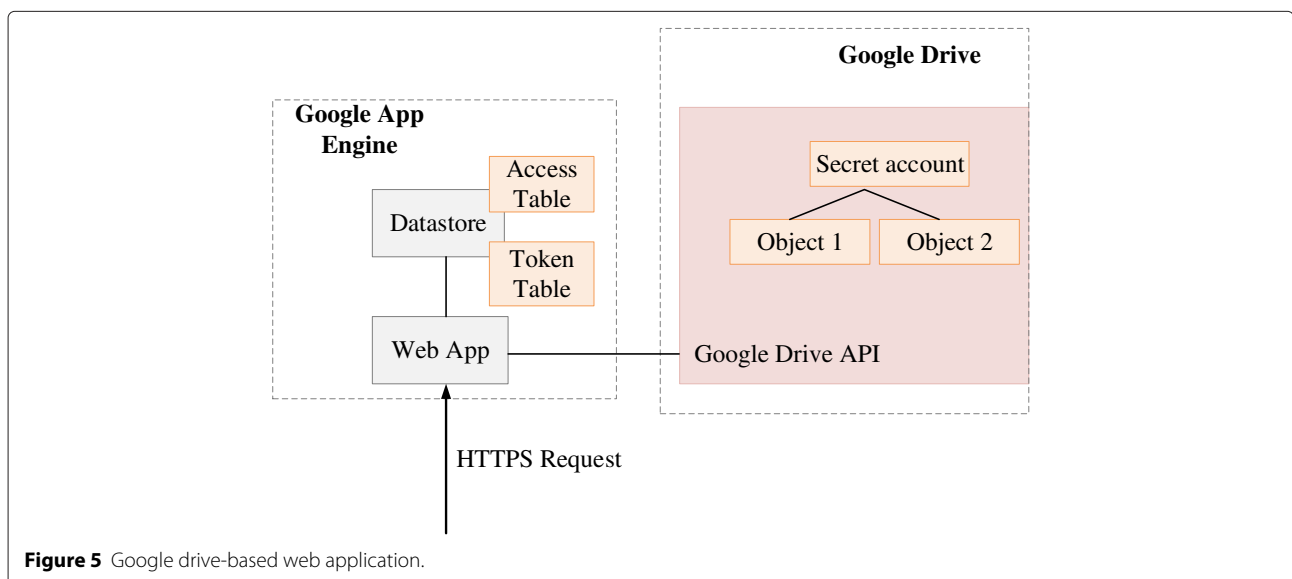 Google Drive
Google App
Engine
Access
Table
Datastore
Token
Table
Web App
HTTPS Request
Secret account
Object 1
Object 2
Google Drive API
Figure 5 Google drive-based web application.